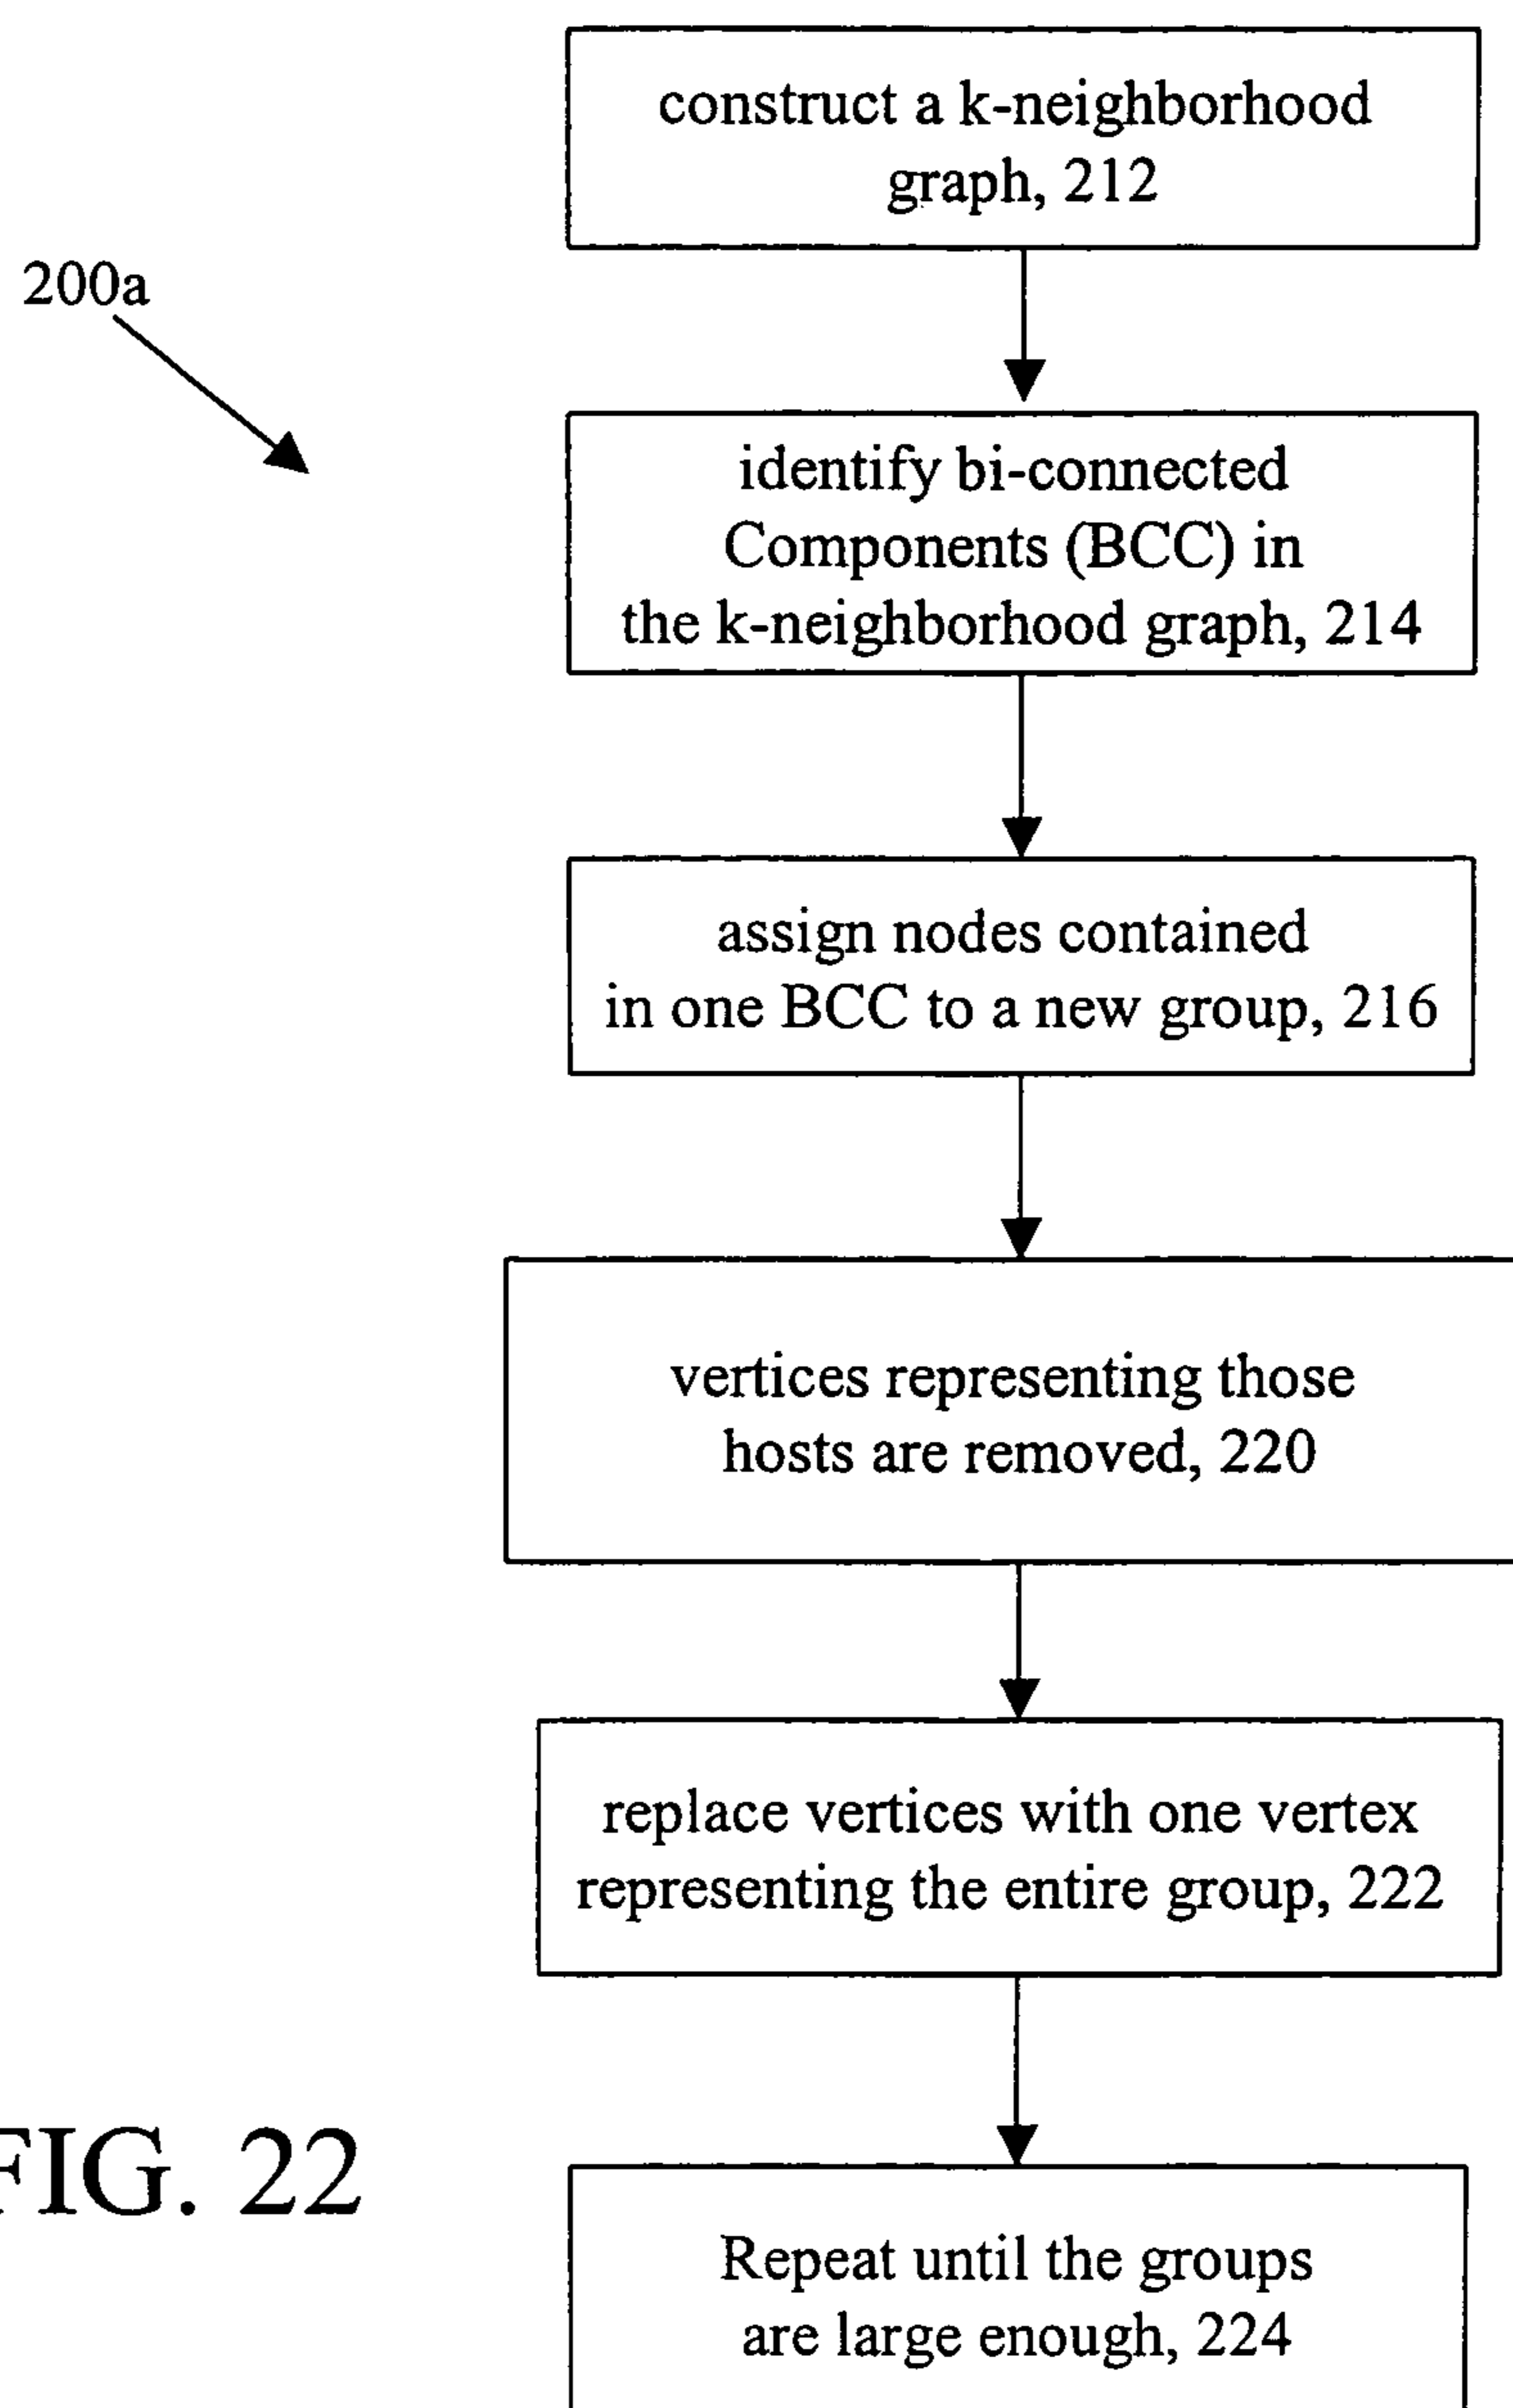 construct a k-neighborhood
graph, 212
200a
identify bi-connected
Components (BCC) in
the k-neighborhood graph, 214
assign nodes contained
in one BCC to a new group, 216
vertices representing those
hosts are removed, 220
replace vertices with one vertex
representing the entire group, 222
FIG. 22
Repeat until the groups
are large enough, 224